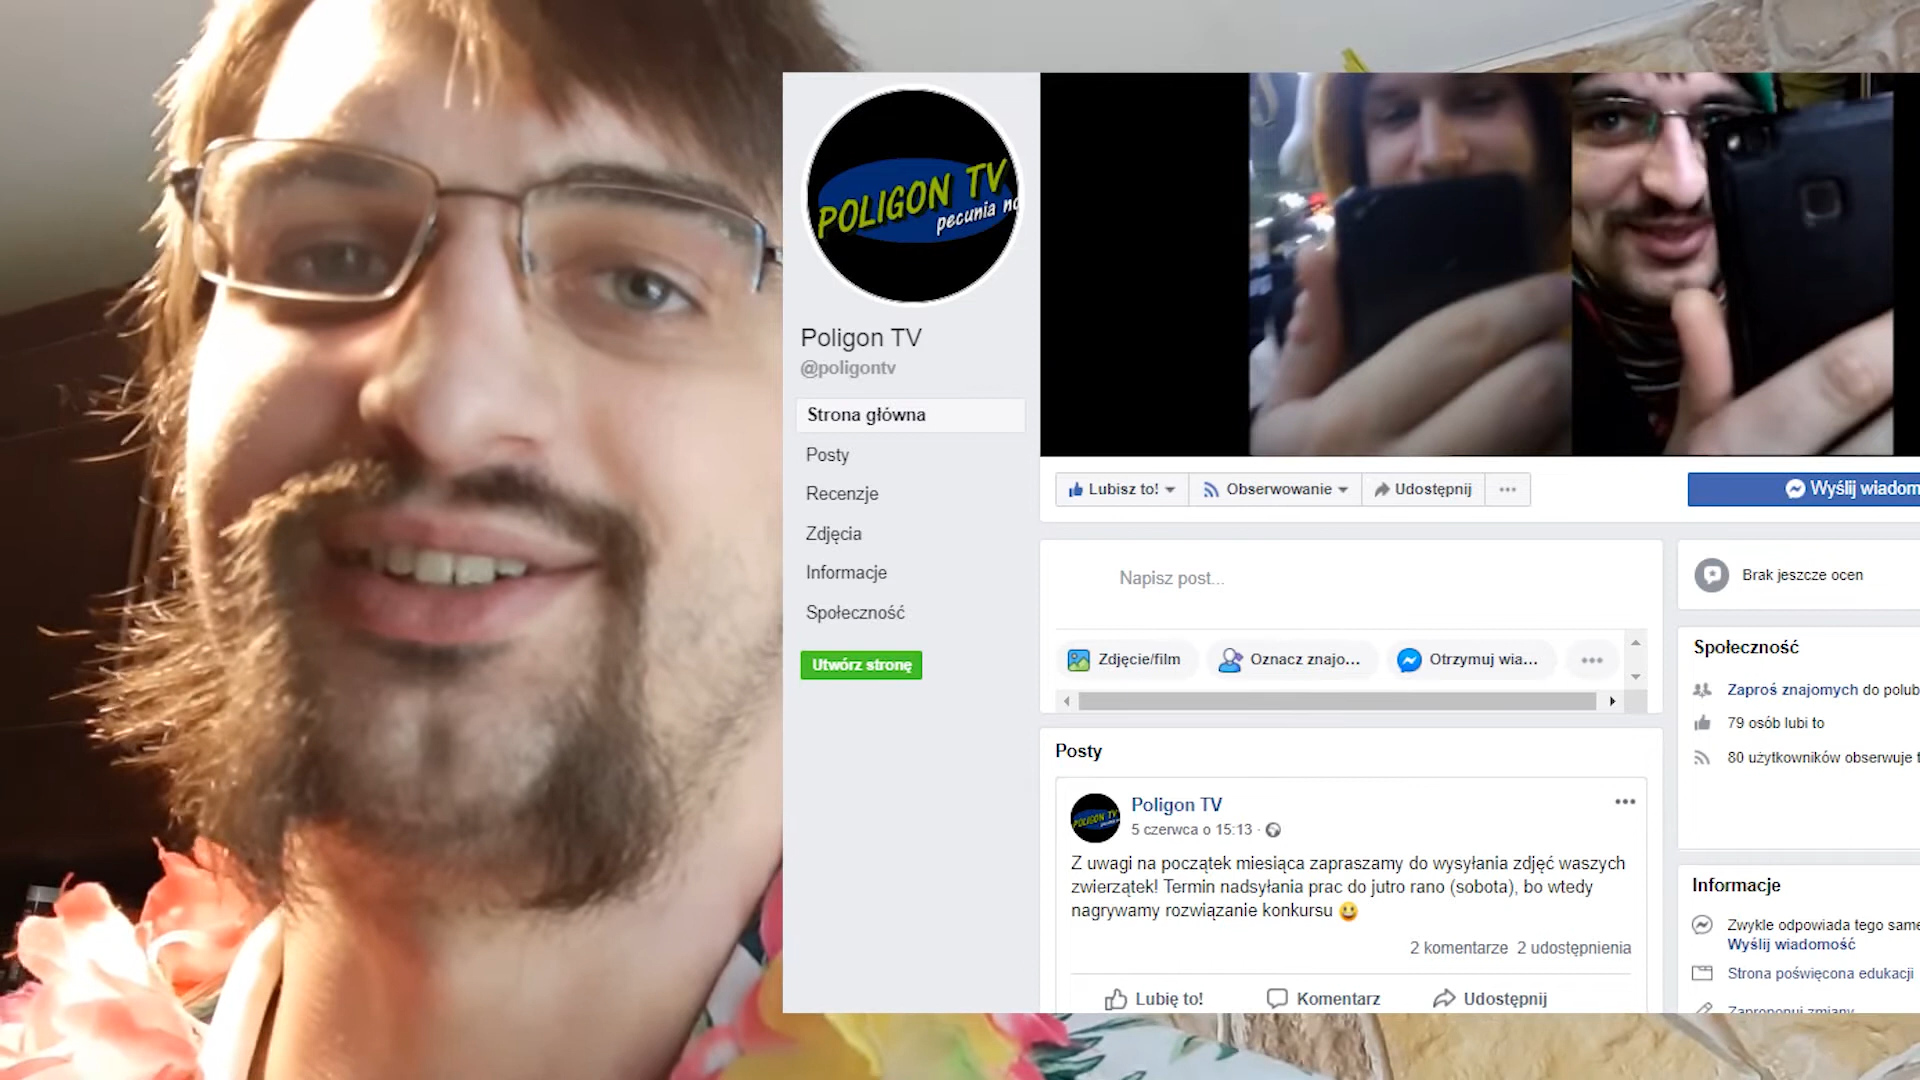 POLIGON TV
pecunia
Poligon TV
@poligontv
Strona główna
Posty
Recenzje
Zdjęcia
Informacje
Społeczność
Utwórz stronę
Lubisz to!
Obserwowanie
Udostępnij
Wyślij
Napisz post...
Zdjęcie/film
Oznacz znajo...
Otrzymuj wia...
Posty
Poligon TV
5 czerwca o 15:13 ·
Z uwagi na początek miesiąca zapraszamy do wysyłania zdjęć waszych
zwierzątek! Termin nadsyłania prac do jutro rano (sobota), bo wtedy
nagrywamy rozwiązanie konkursu
2 komentarze 2 udostępnienia
Lubię to!
Komentarz
Udostępnij
Brak jeszcze ocen
Społeczność
Zaproś znajomych do
79 osób lubi to
80 użytkowników obserwuje
Informacje
Zwykle odpowiada tego
Wyślij wiadomość
Strona poświęcona edukacji